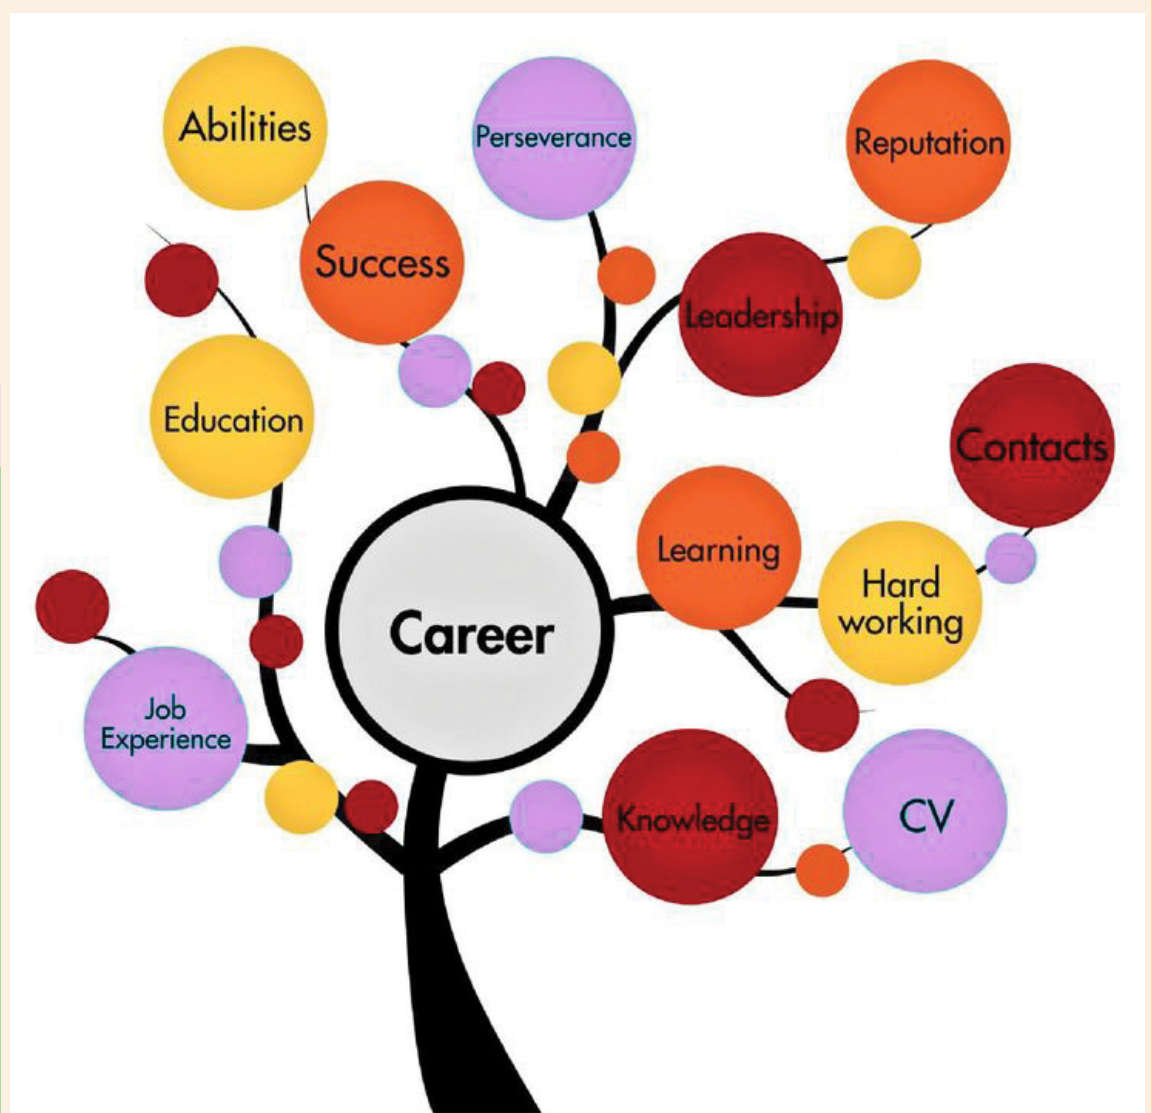 Abilities
Perseverance
Reputation
Success
Leadership
Education
Contacts
Learning
Hard
working
Career
Job
Experience
Knowledge
CV